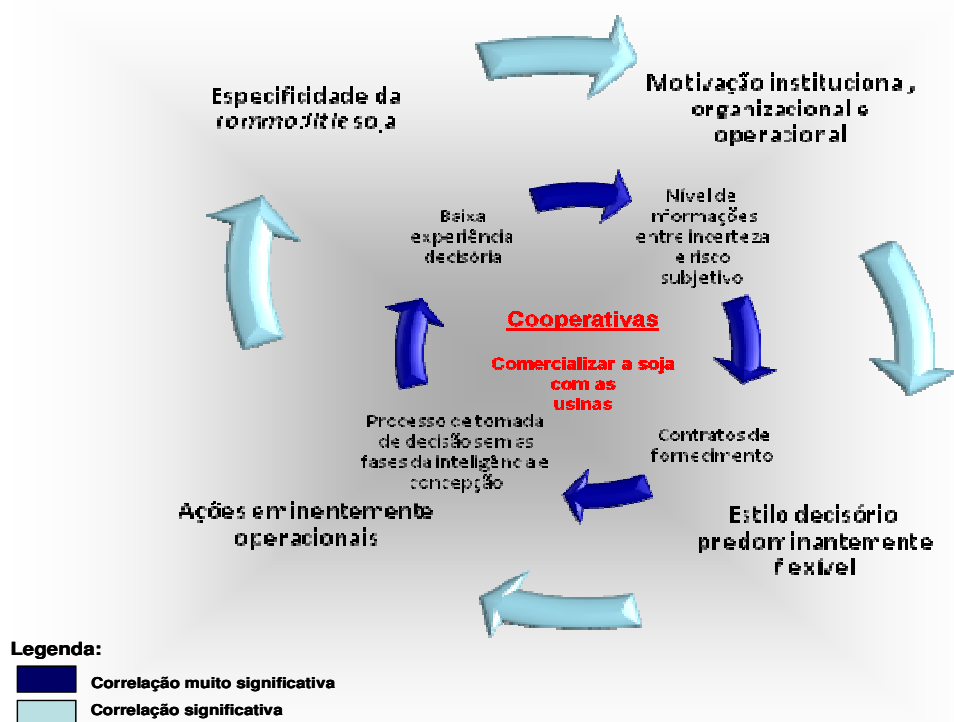 Especificidade da
commoditie soja
Motivação institucional,
organizacional e
operacional
Baixa
experiência
decisória
Nível de
informações
entre incerteza
e risco
subjetivo
Cooperativas
Comercializar a soja
com as
usinas
Processo de tomada
de decisão sem as
fases da inteligência e
concepção
Contratos de
fornecimento
Ações eminentemente
operacionais
Estilo decisório
predominantemente
flexível
Legenda:
Correlação muito significativa
Correlação significativa